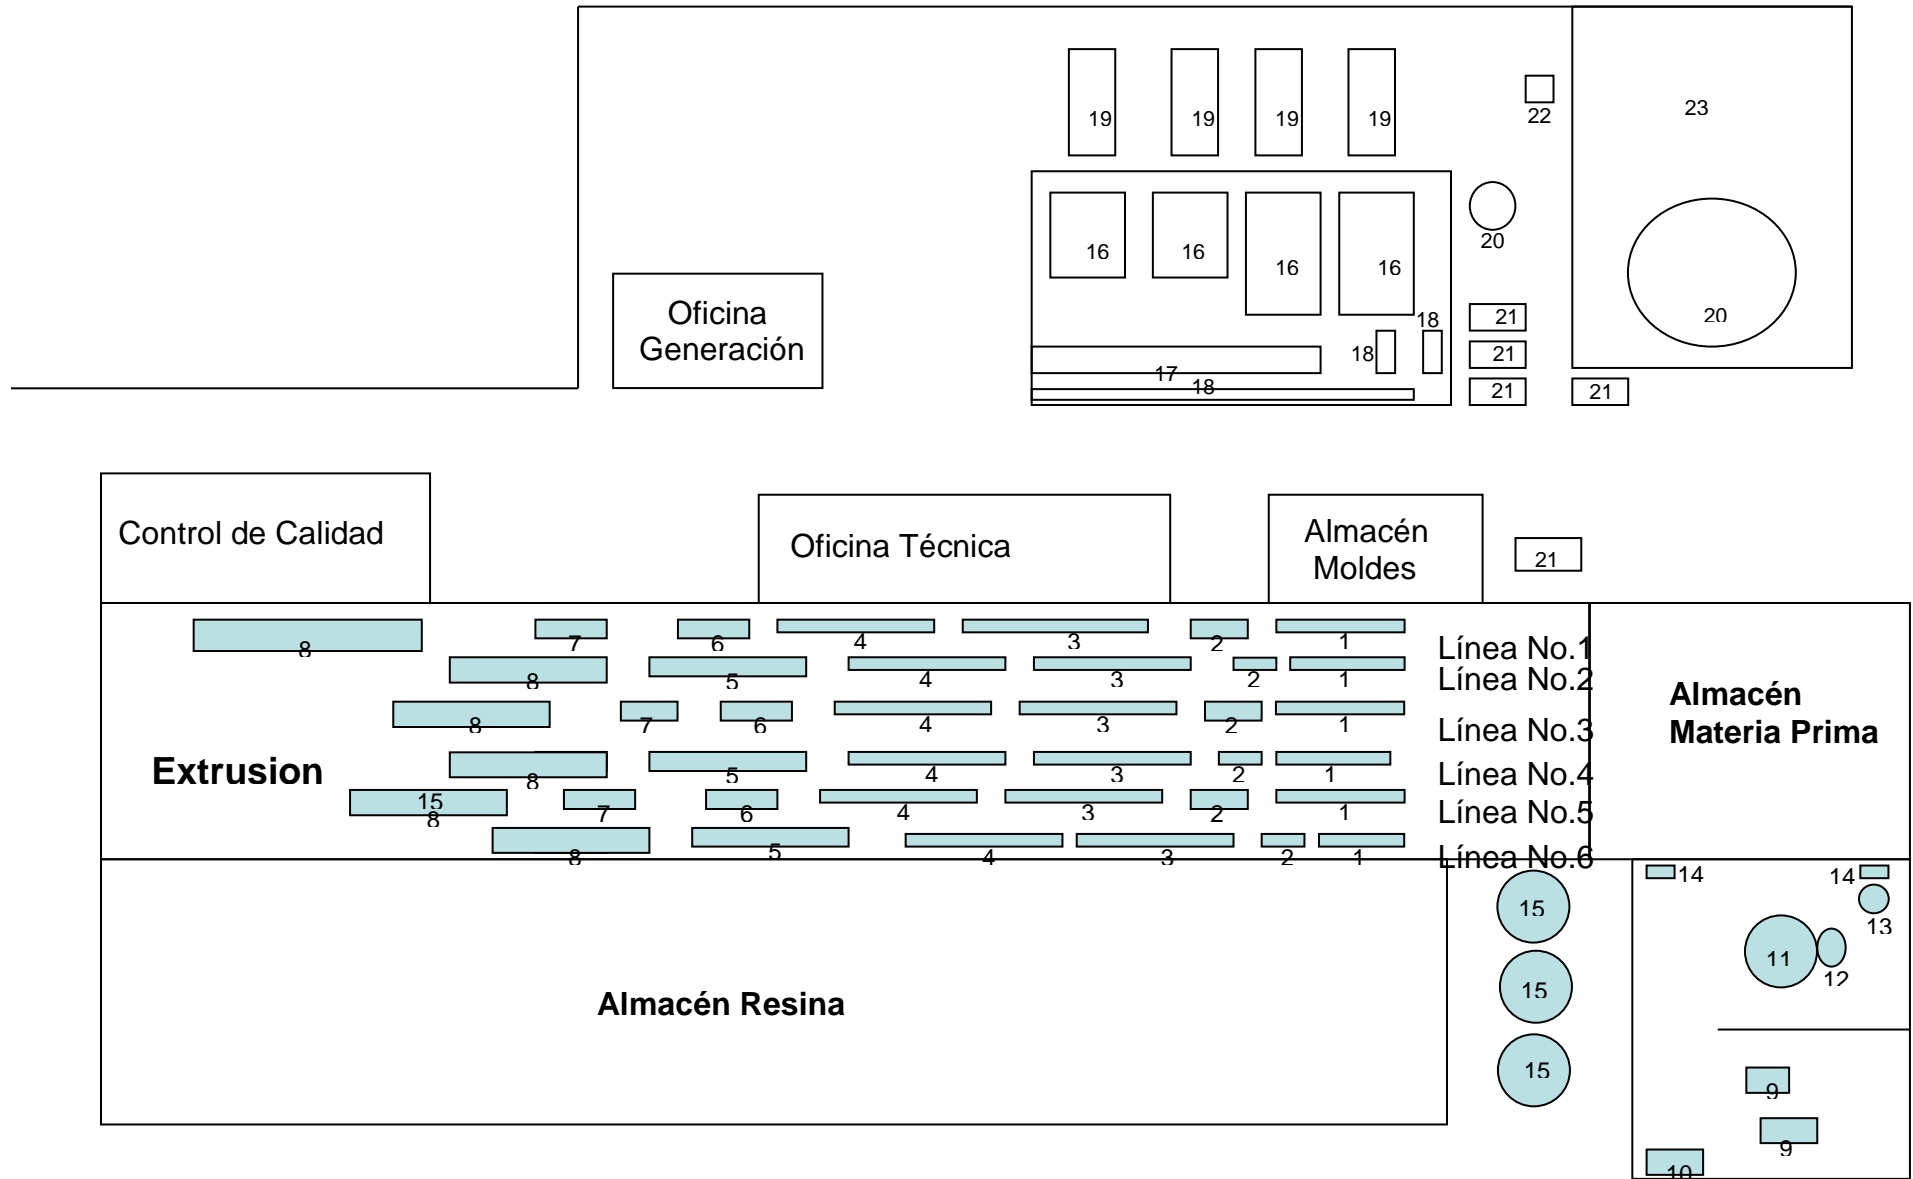 19 19 19 19
22
23
20
16 16 16 16
20
Oficina
Generación
18
18
17
18
21
21
21
21
Control de Calidad
Oficina Técnica
Almacén
Moldes
21
8 7 6 4 3 2 1 Línea No.1
8 5 4 3 2 1 Línea No.2
8 7 6 4 3 2 1 Línea No.3
8 5 4 3 2 1 Línea No.4
15
8 7 6 4 3 2 1 Línea No.5
8 5 4 3 2 1 Línea No.6
Extrusion
Almacén
Materia Prima
Almacén Resina
15
15
15
14 14
13
11
12
9
9
10